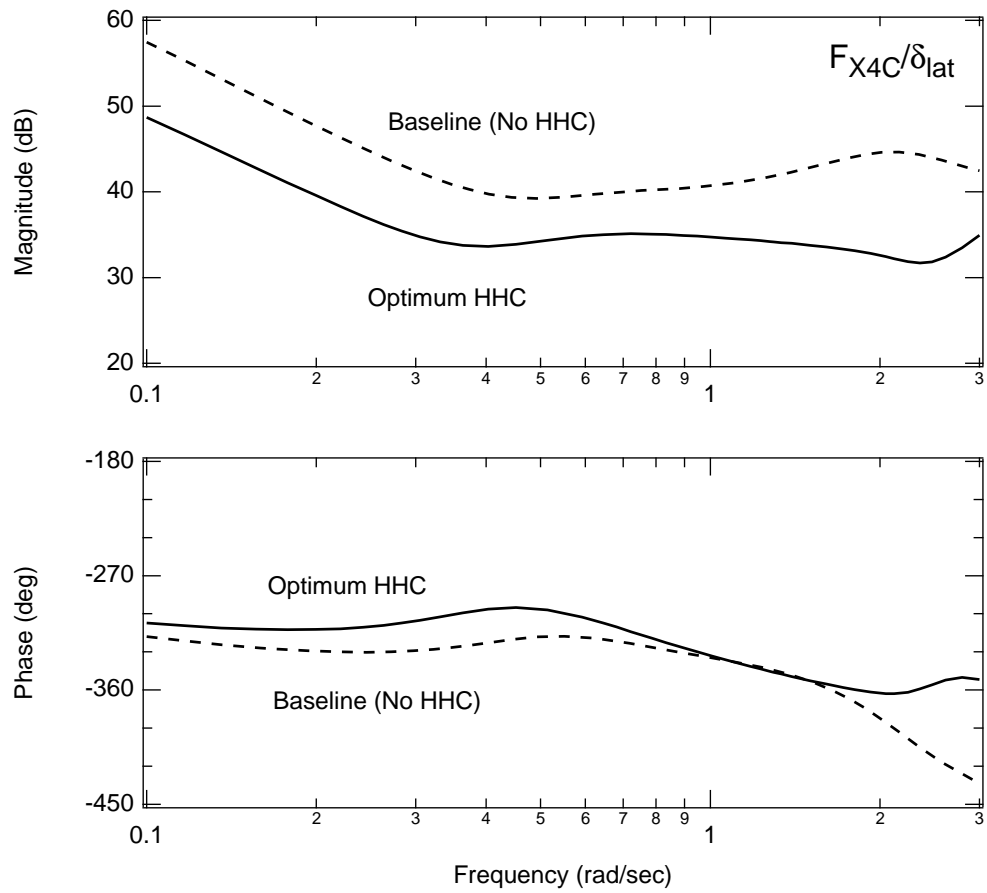 60
50
40
30
20
Magnitude (dB)
F_X4C/δ_lat
Baseline (No HHC)
Optimum HHC
0.1 2 3 4 5 6 7 8 9 1 2 3
-180
-270
-360
-450
Phase (deg)
Optimum HHC
Baseline (No HHC)
0.1 2 3 4 5 6 7 8 9 1 2 3
Frequency (rad/sec)